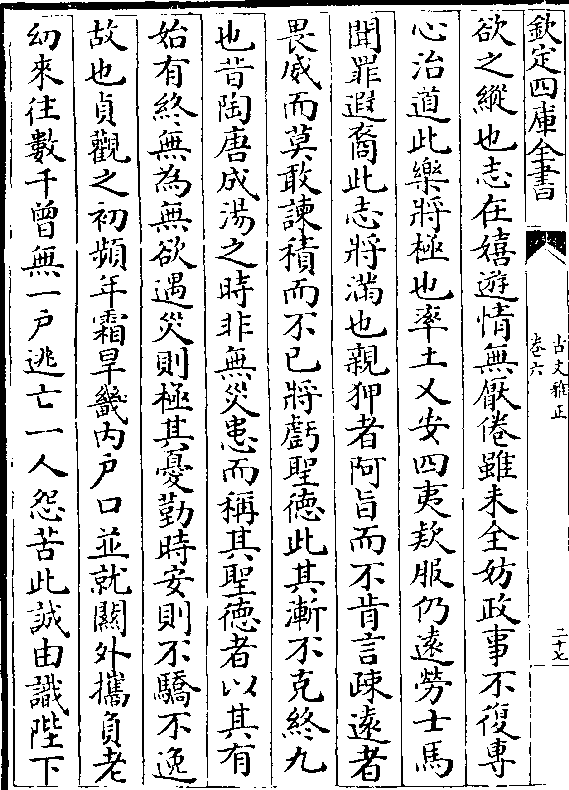 欽定四庫全書
古文雅正
卷六
二十七
欲之縱也志在嬉遊情無厭倦雖未全妨政事不復專
心治道此樂將極也率土乂安四夷欵服仍遠勞士馬
聞罪遐裔此志將滿也親狎者阿旨而不肯言疎遠者
畏威而莫敢諫積而不已將虧聖德此其漸不克終九
也昔陶唐成湯之時非無災患而稱其聖德者以其有
始有終無為無欲遇災則極其憂勤時安則不驕不逸
故也貞觀之初頻年霜旱畿內戶口並就關外攜負老
幼來往數千曾無一戶逃亡一人怨苦此誠由識陛下